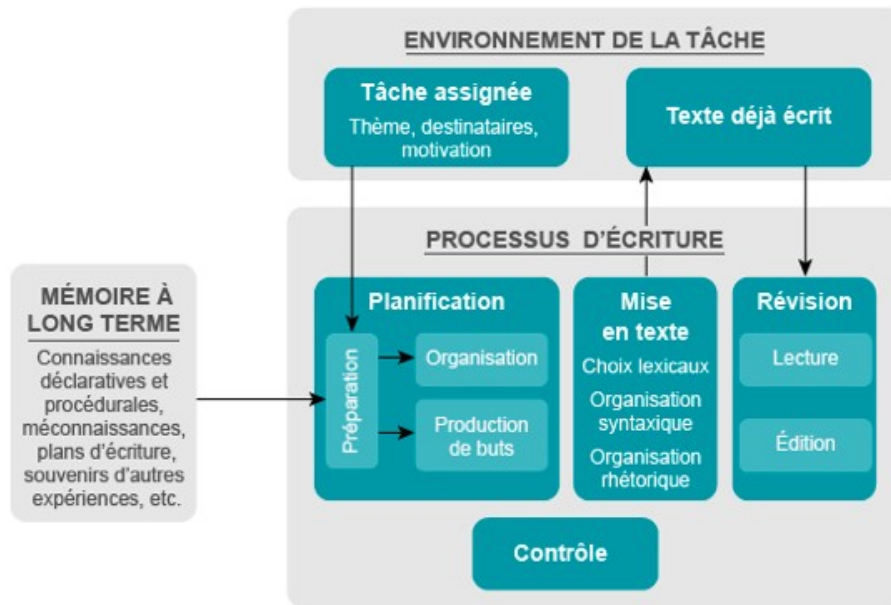 ENVIRONNEMENT DE LA TÂCHE
Tâche assignée
Thème, destinataires,
motivation
Texte déjà écrit
PROCESSUS D’ÉCRITURE
MÉMOIRE À
LONG TERME
Connaissances
déclaratives et
procédurales,
méconnaissances,
plans d’écriture,
souvenirs d’autres
expériences, etc.
Planification
Préparation
Organisation
Production
de buts
Mise
en texte
Choix lexicaux
Organisation
syntaxique
Organisation
rhétorique
Révision
Lecture
Édition
Contrôle